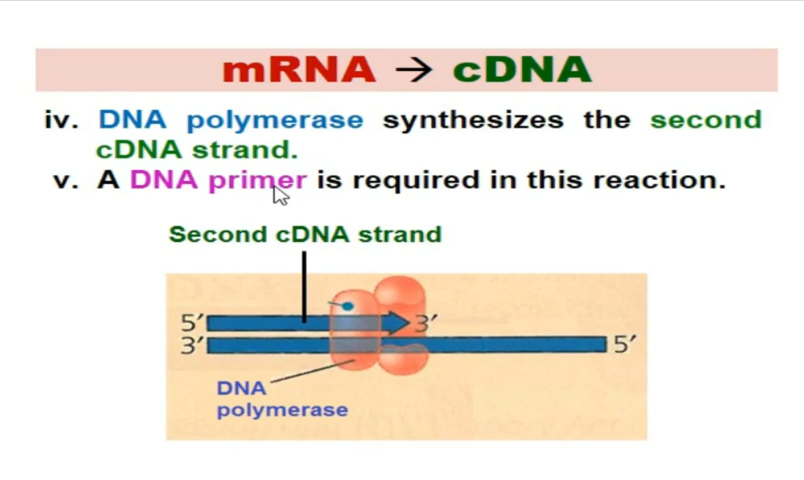 mRNA → cDNA
iv. DNA polymerase synthesizes the second
cDNA strand.
v. A DNA primer is required in this reaction.
Second cDNA strand
5′ 3′
3′ 5′
DNA
polymerase